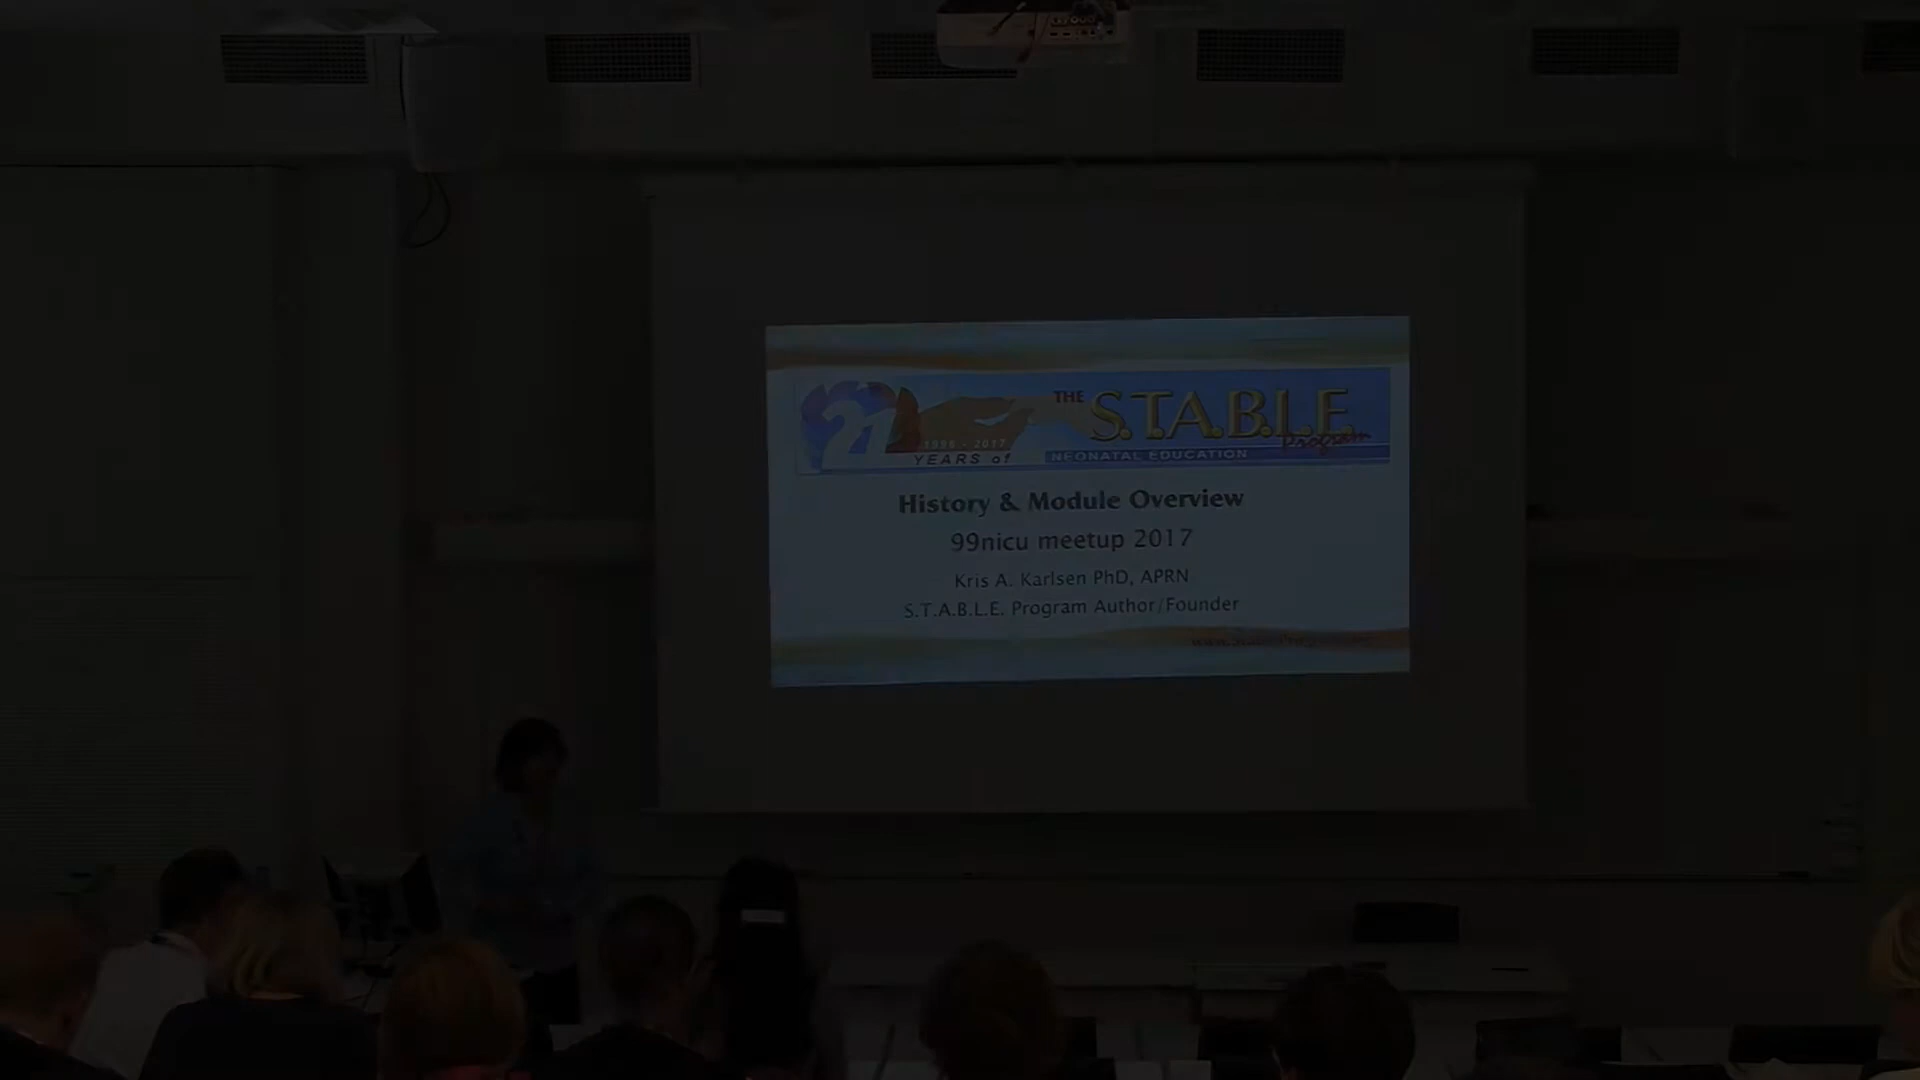 21
1996 - 2017
YEARS of
THE
S.T.A.B.L.E.
Program
NEONATAL EDUCATION
History & Module Overview
99nicu meetup 2017
Kris A. Karlsen PhD, APRN
S.T.A.B.L.E. Program Author/Founder